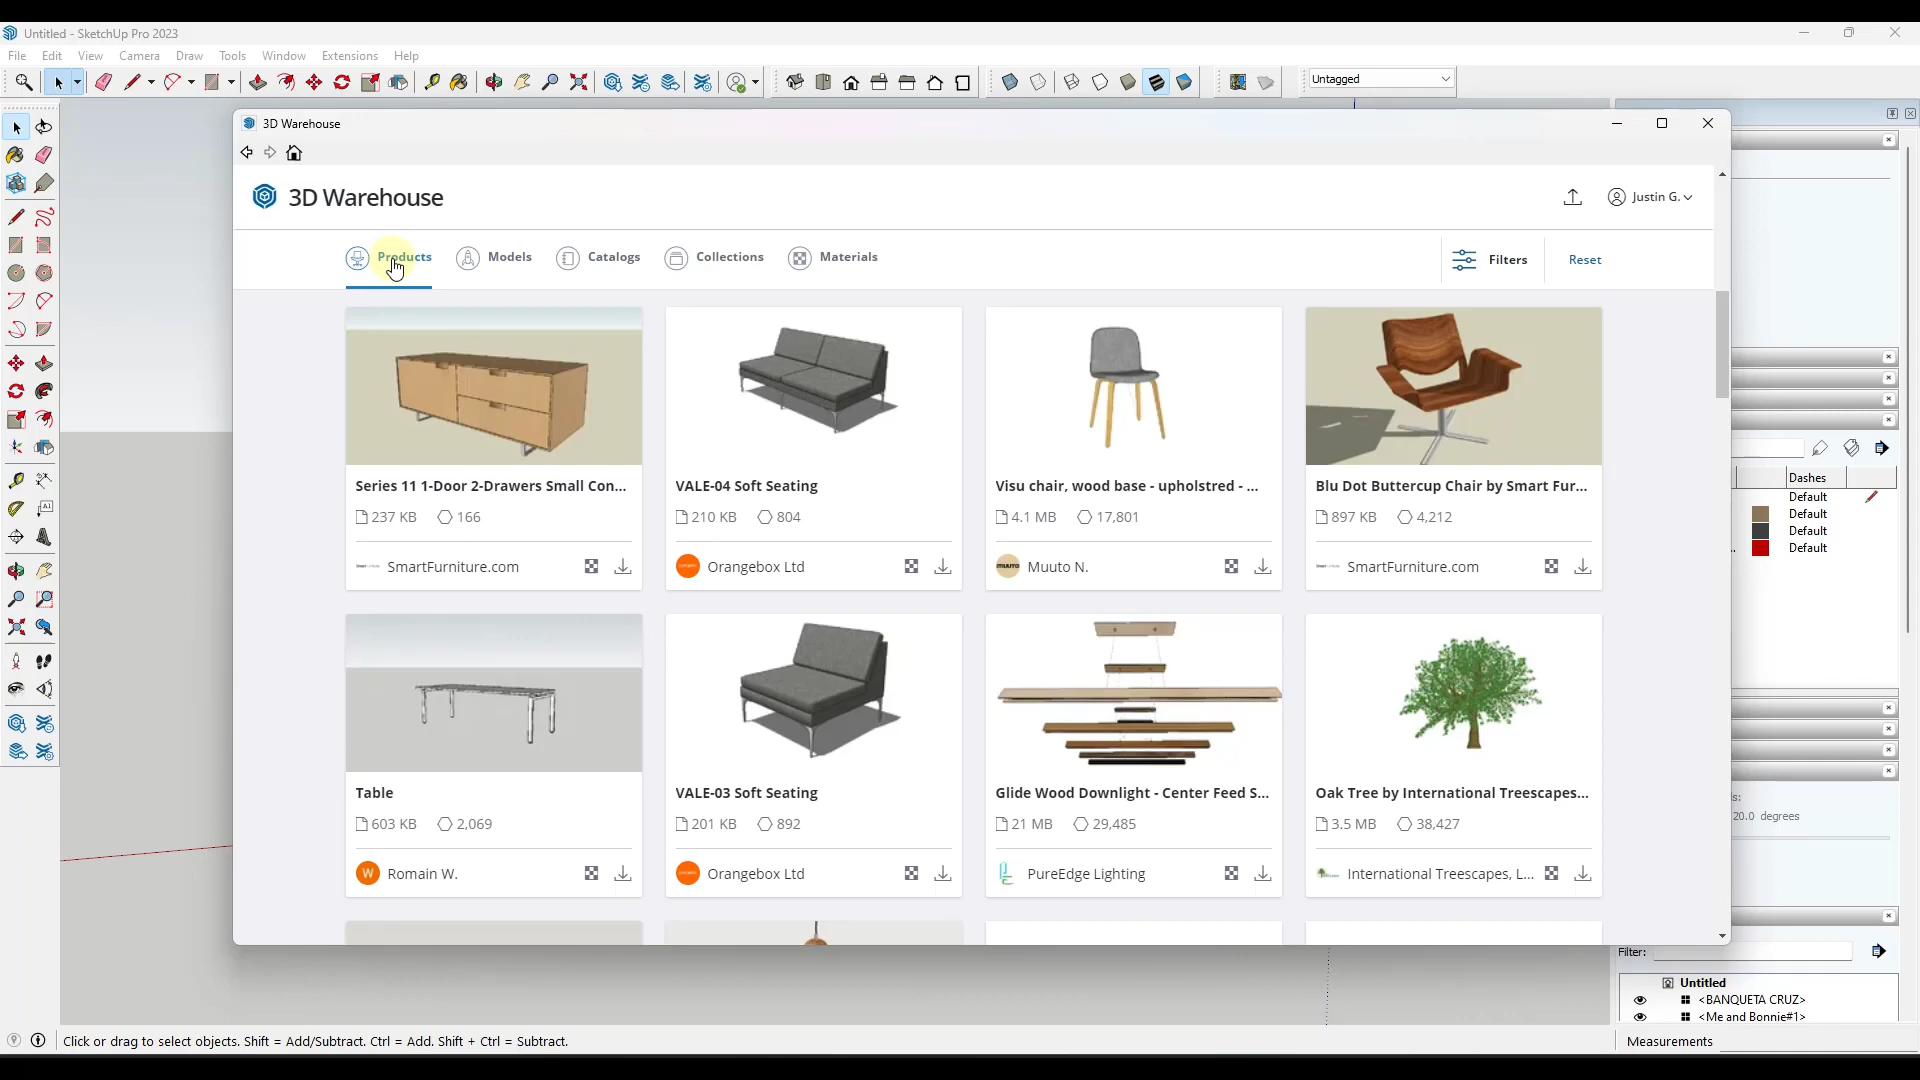 Untitled - SketchUp Pro 2023
File Edit View Camera Draw Tools Window Extensions Help
Untagged
3D Warehouse
3D Warehouse
Justin G.
Products Models Catalogs Collections Materials Filters Reset
Series 11 1-Door 2-Drawers Small Con...
237 KB 166
SmartFurniture.com
VALE-04 Soft Seating
210 KB 804
Orangebox Ltd
Visu chair, wood base - upholstred - ...
4.1 MB 17,801
Muuto N.
Blu Dot Buttercup Chair by Smart Fur...
897 KB 4,212
SmartFurniture.com
Table
603 KB 2,069
W Romain W.
VALE-03 Soft Seating
201 KB 892
Orangebox Ltd
Glide Wood Downlight - Center Feed S...
21 MB 29,485
PureEdge Lighting
Oak Tree by International Treescapes...
3.5 MB 38,427
International Treescapes, L...
Dashes
Default
Default
Default
Default
20.0 degrees
Filter:
Untitled
<BANQUETA CRUZ>
<Me and Bonnie#1>
Click or drag to select objects. Shift = Add/Subtract. Ctrl = Add. Shift + Ctrl = Subtract.
Measurements